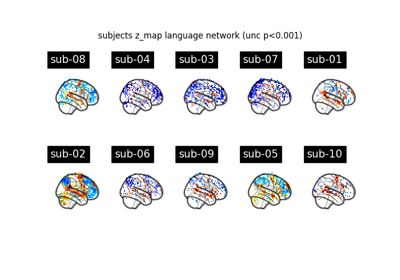 subjects z_map language network (unc p<0.001)
sub-08 sub-04 sub-03 sub-07 sub-01
sub-02 sub-06 sub-09 sub-05 sub-10